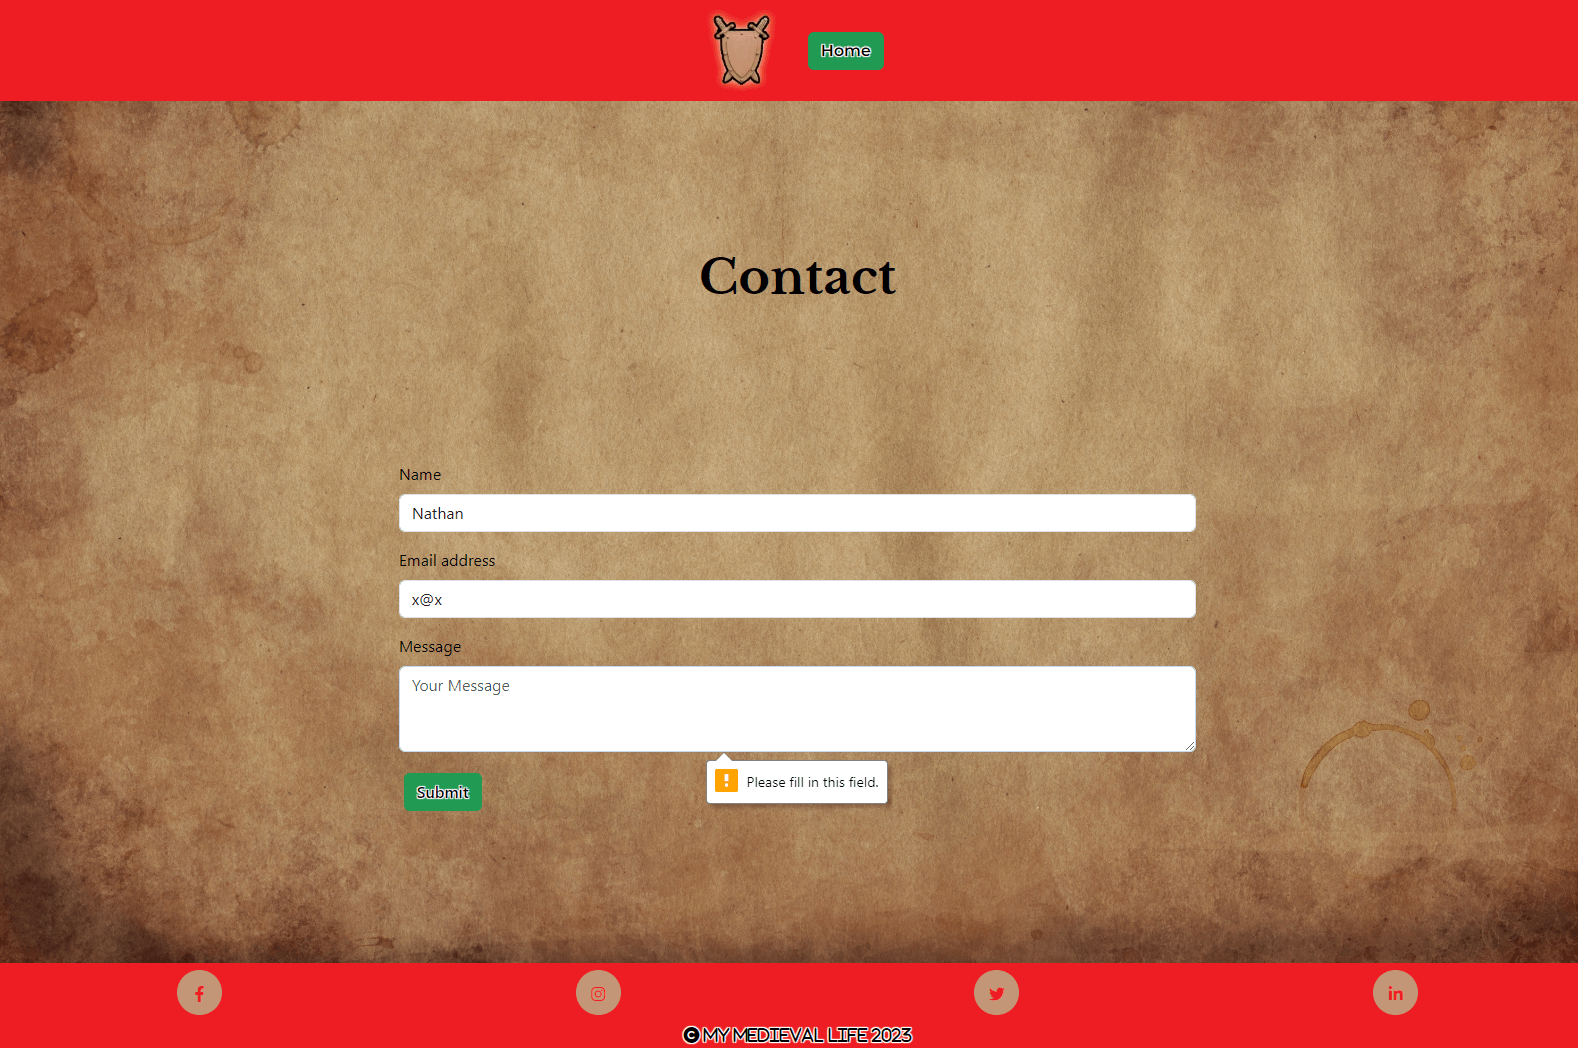 Home
Contact
Name
Nathan
Email address
x@x
Message
Your Message
Please fill in this field.
Submit
© MY MEDIEVAL LIFE 2023